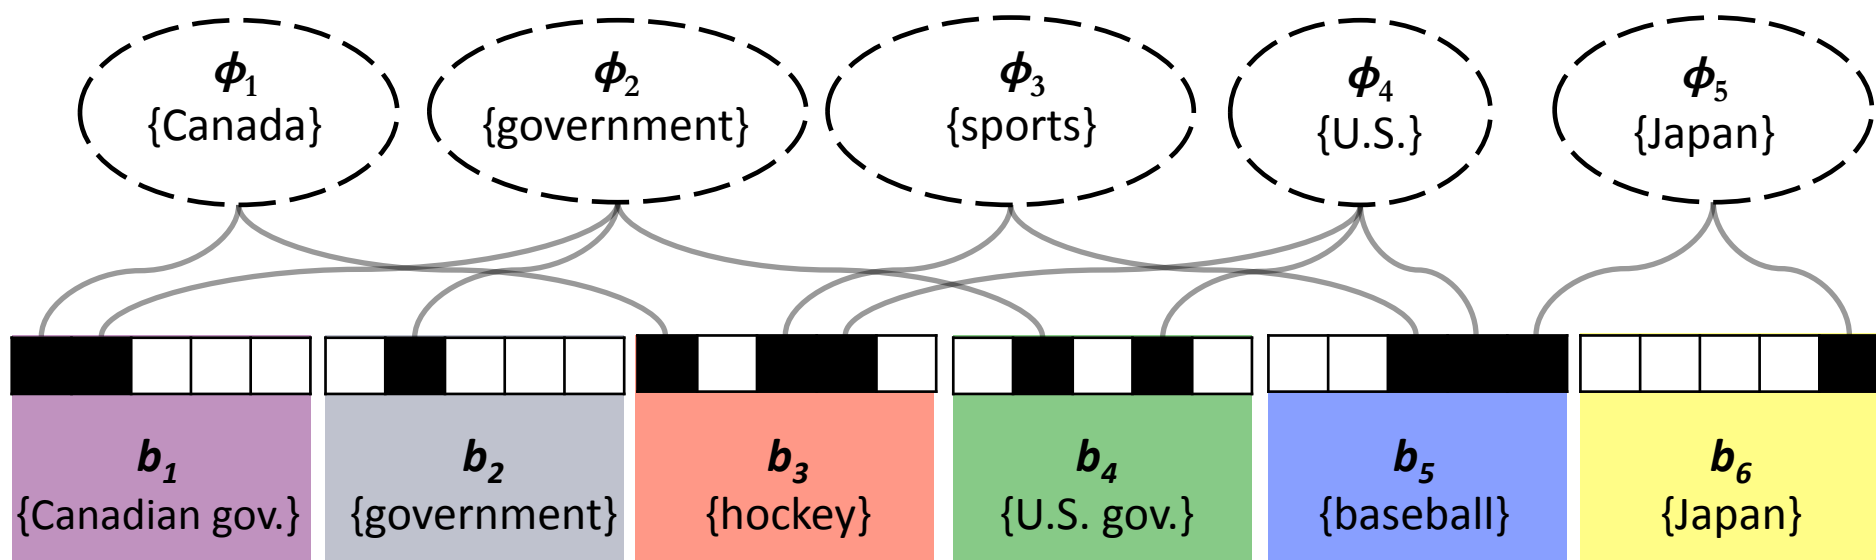 ϕ1
{Canada}
ϕ2
{government}
ϕ3
{sports}
ϕ4
{U.S.}
ϕ5
{Japan}
b1
{Canadian gov.}
b2
{government}
b3
{hockey}
b4
{U.S. gov.}
b5
{baseball}
b6
{Japan}